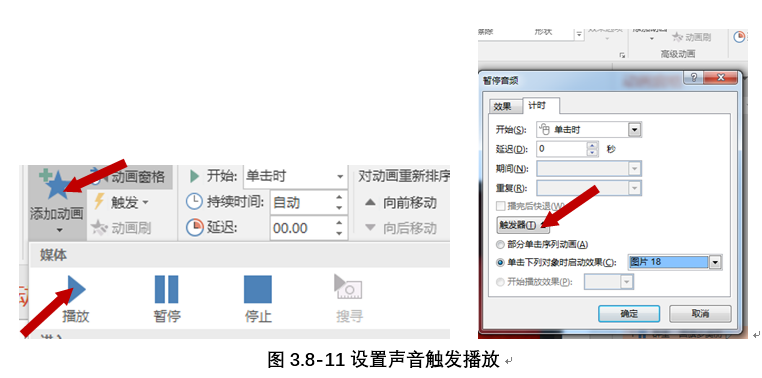 形状
动画刷
高级动画
暂停音频
效果 计时
开始(S): 单击时
延迟(D): 0 秒
期间(N):
重复(R):
播完后快退(W)
触发器(T)
部分单击序列动画(A)
单击下列对象时启动效果(C): 图片 18
开始播放效果(P):
确定 取消
动画窗格 开始: 单击时 对动画重新排序
添加动画 触发 持续时间: 自动 向前移动
动画刷 延迟: 00.00 向后移动
媒体
播放 暂停 停止 搜寻
图 3.8-11 设置声音触发播放